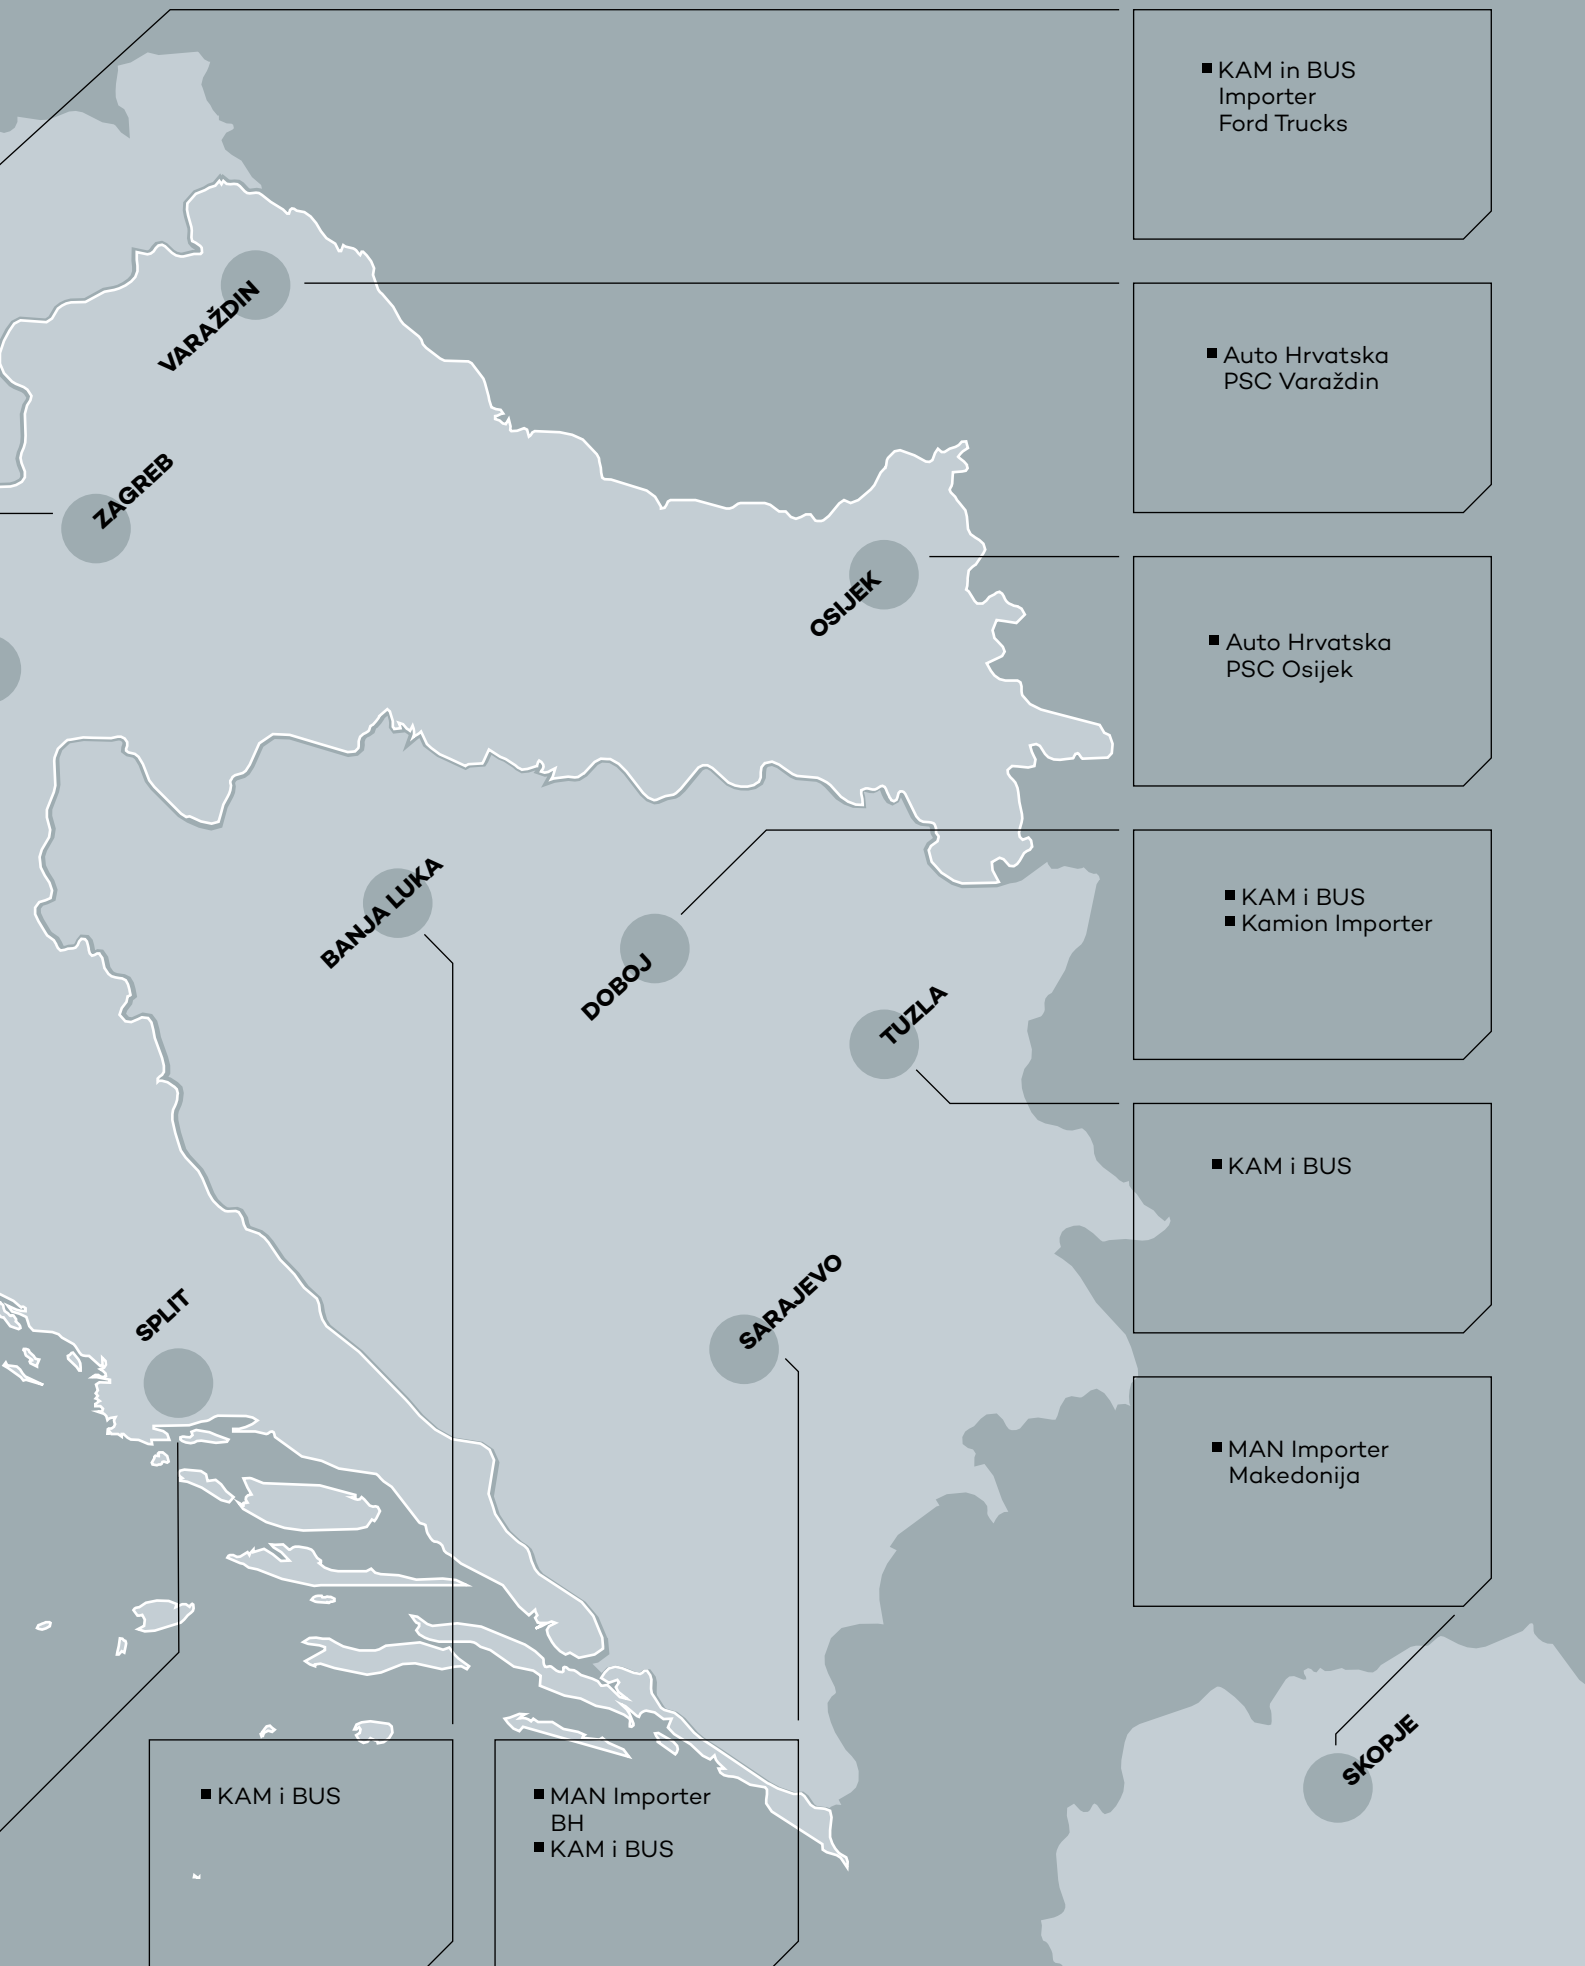 KAM in BUS
Importer
Ford Trucks
VARAŽDIN
Auto Hrvatska
PSC Varaždin
ZAGREB
OSIJEK
Auto Hrvatska
PSC Osijek
BANJA LUKA
DOBOJ
KAM i BUS
Kamion Importer
TUZLA
KAM i BUS
SPLIT
SARAJEVO
MAN Importer
Makedonija
SKOPJE
KAM i BUS
MAN Importer
BH
KAM i BUS